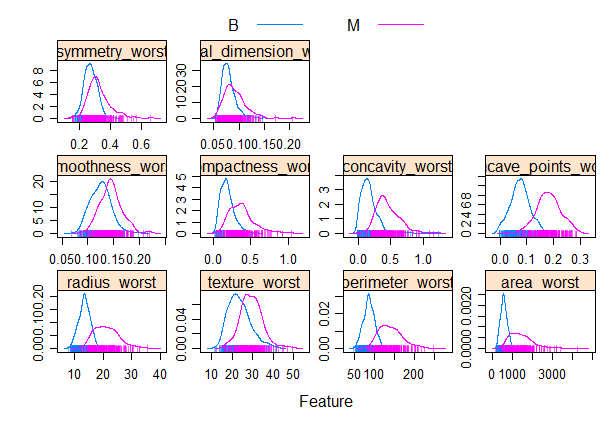 B M
symmetry_worst al_dimension_w
0 2 4 6 8 0 10 20 30
0.2 0.4 0.6 0.05 0.10 0.15 0.20
moothness_wor ompactness_wor concavity_worst cave_points_wo
0 5 10 20 0 1 2 3 4 5 0 1 2 3 0 2 4 6 8
0.05 0.10 0.15 0.20 0.0 0.5 1.0 0.0 0.5 1.0 0.0 0.1 0.2 0.3
radius_worst texture_worst perimeter_worst area_worst
0.00 0.10 0.20 0.00 0.04 0.00 0.02 0.0000 0.0020
10 20 30 40 10 20 30 40 50 50 100 200 0 1000 3000
Feature